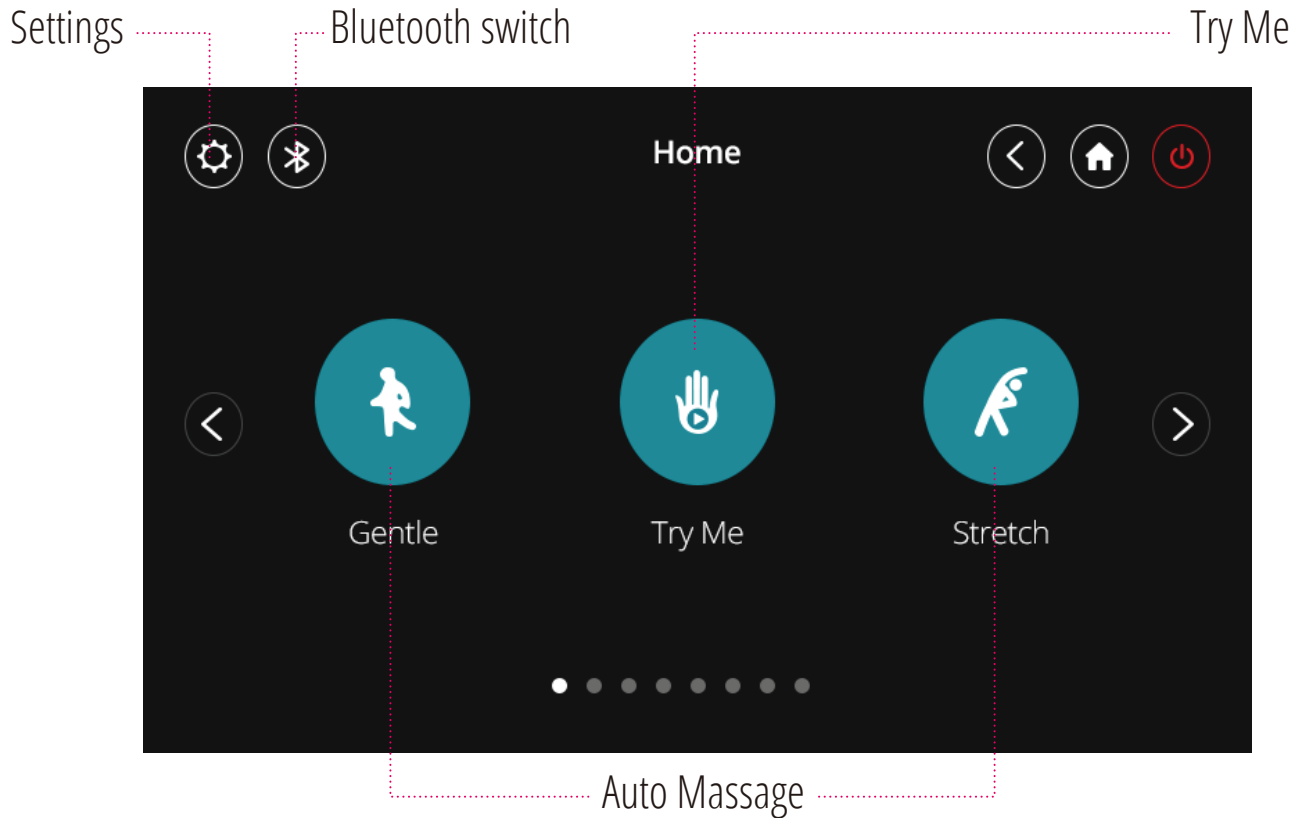 Settings
Bluetooth switch
Try Me
Home
Gentle
Try Me
Stretch
Auto Massage